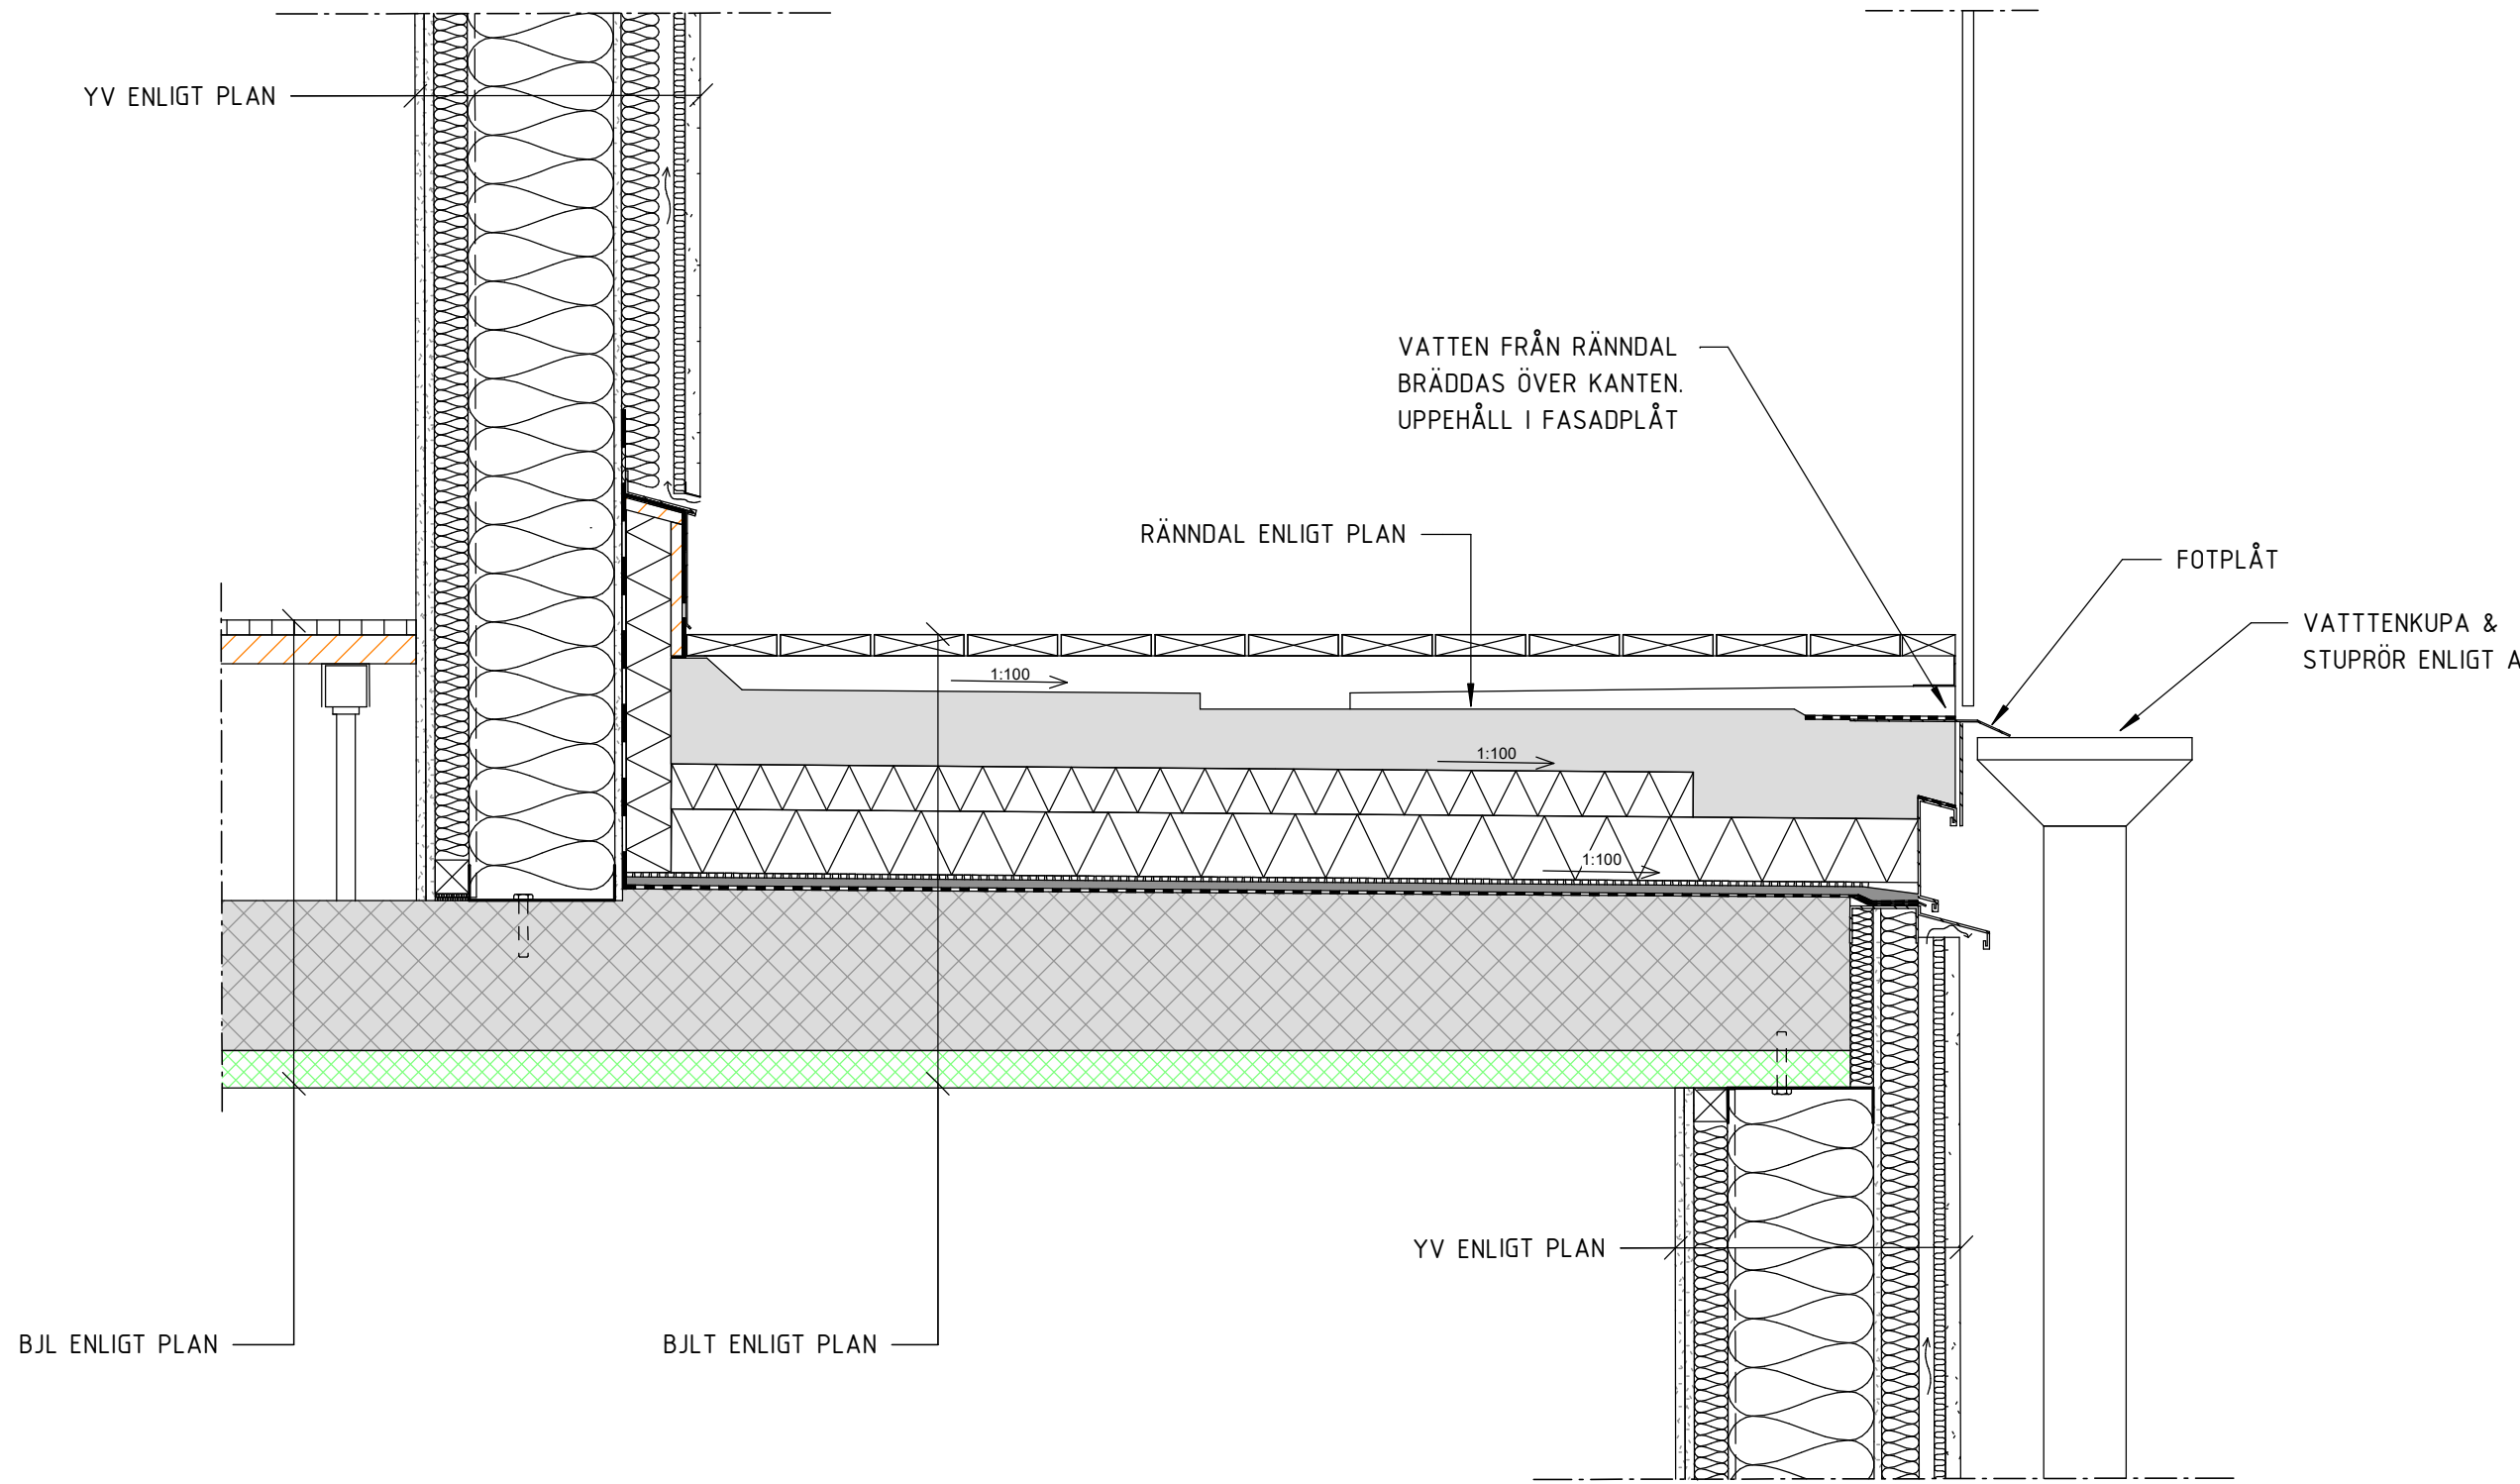 YV ENLIGT PLAN
VATTEN FRÅN RÄNNDAL
BRÄDDAS ÖVER KANTEN.
UPPEHÅLL I FASADPLÅT
RÄNNDAL ENLIGT PLAN
FOTPLÅT
VATTTENKUPA &
STUPRÖR ENLIGT A
1:100
1:100
1:100
YV ENLIGT PLAN
BJL ENLIGT PLAN
BJLT ENLIGT PLAN